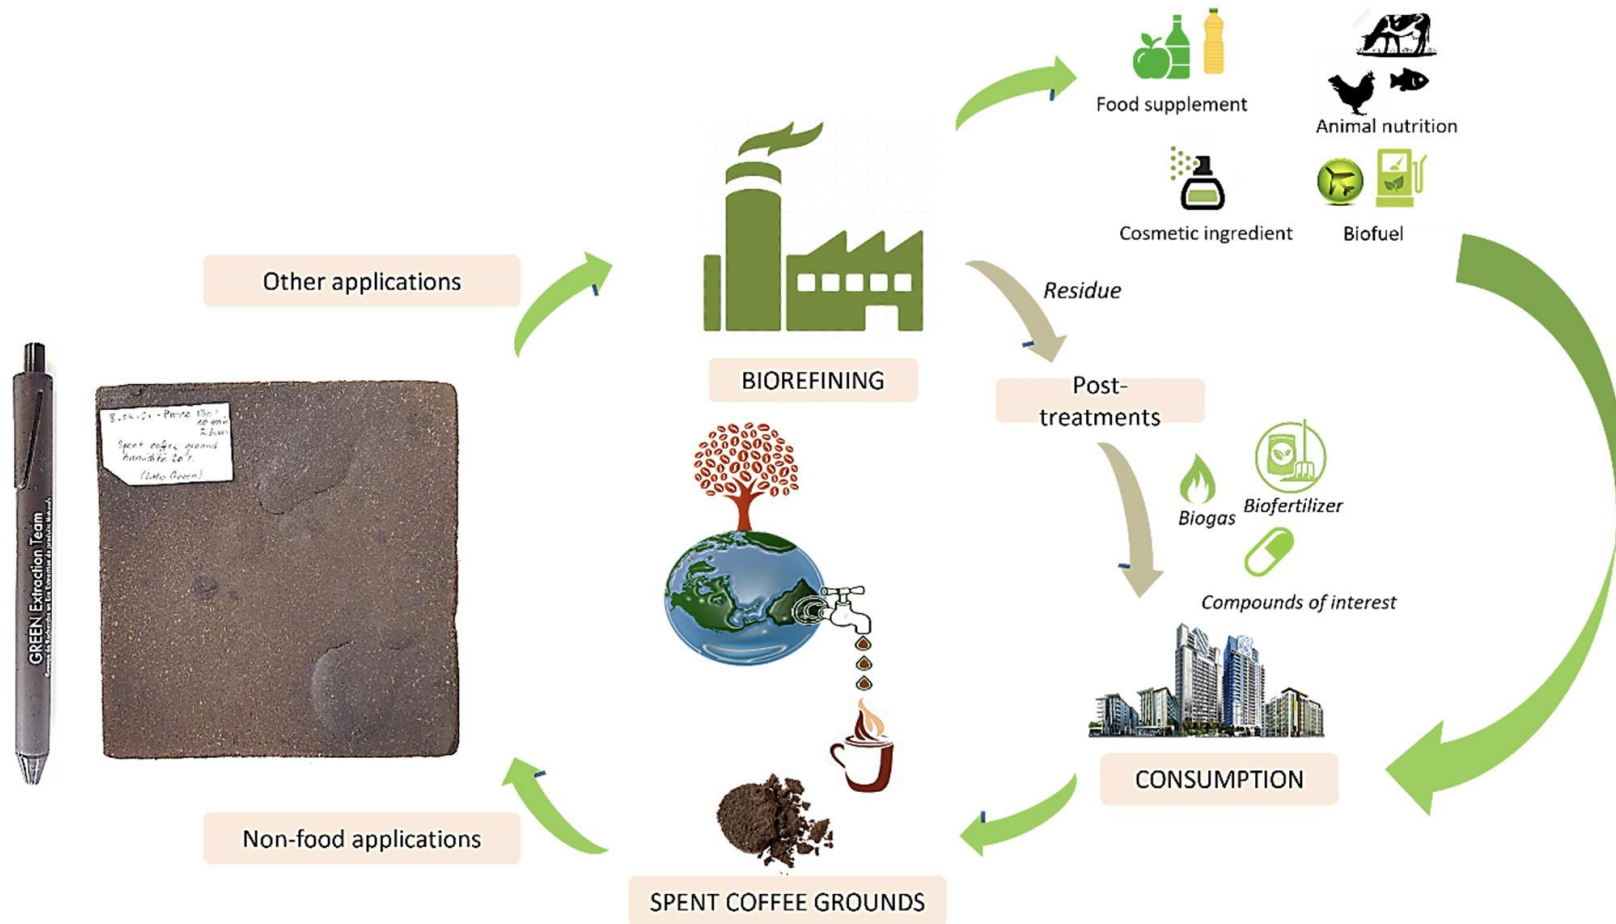 Food supplement
Animal nutrition
Cosmetic ingredient
Biofuel
Other applications
Residue
BIOREFINING
Post-
treatments
Biogas
Biofertilizer
Compounds of interest
GREEN Extraction Team
Spent coffee ground
CONSUMPTION
Non-food applications
SPENT COFFEE GROUNDS